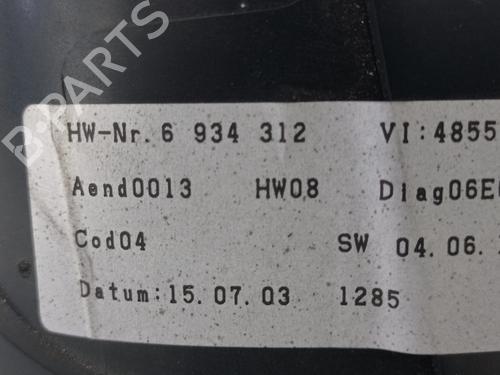 B-PARTS
HW-Nr. 6 934 312 VI:4855
Aend0013 HW08 Diag06E
Cod04 SW 04.06.
Datum:15.07.03 1285